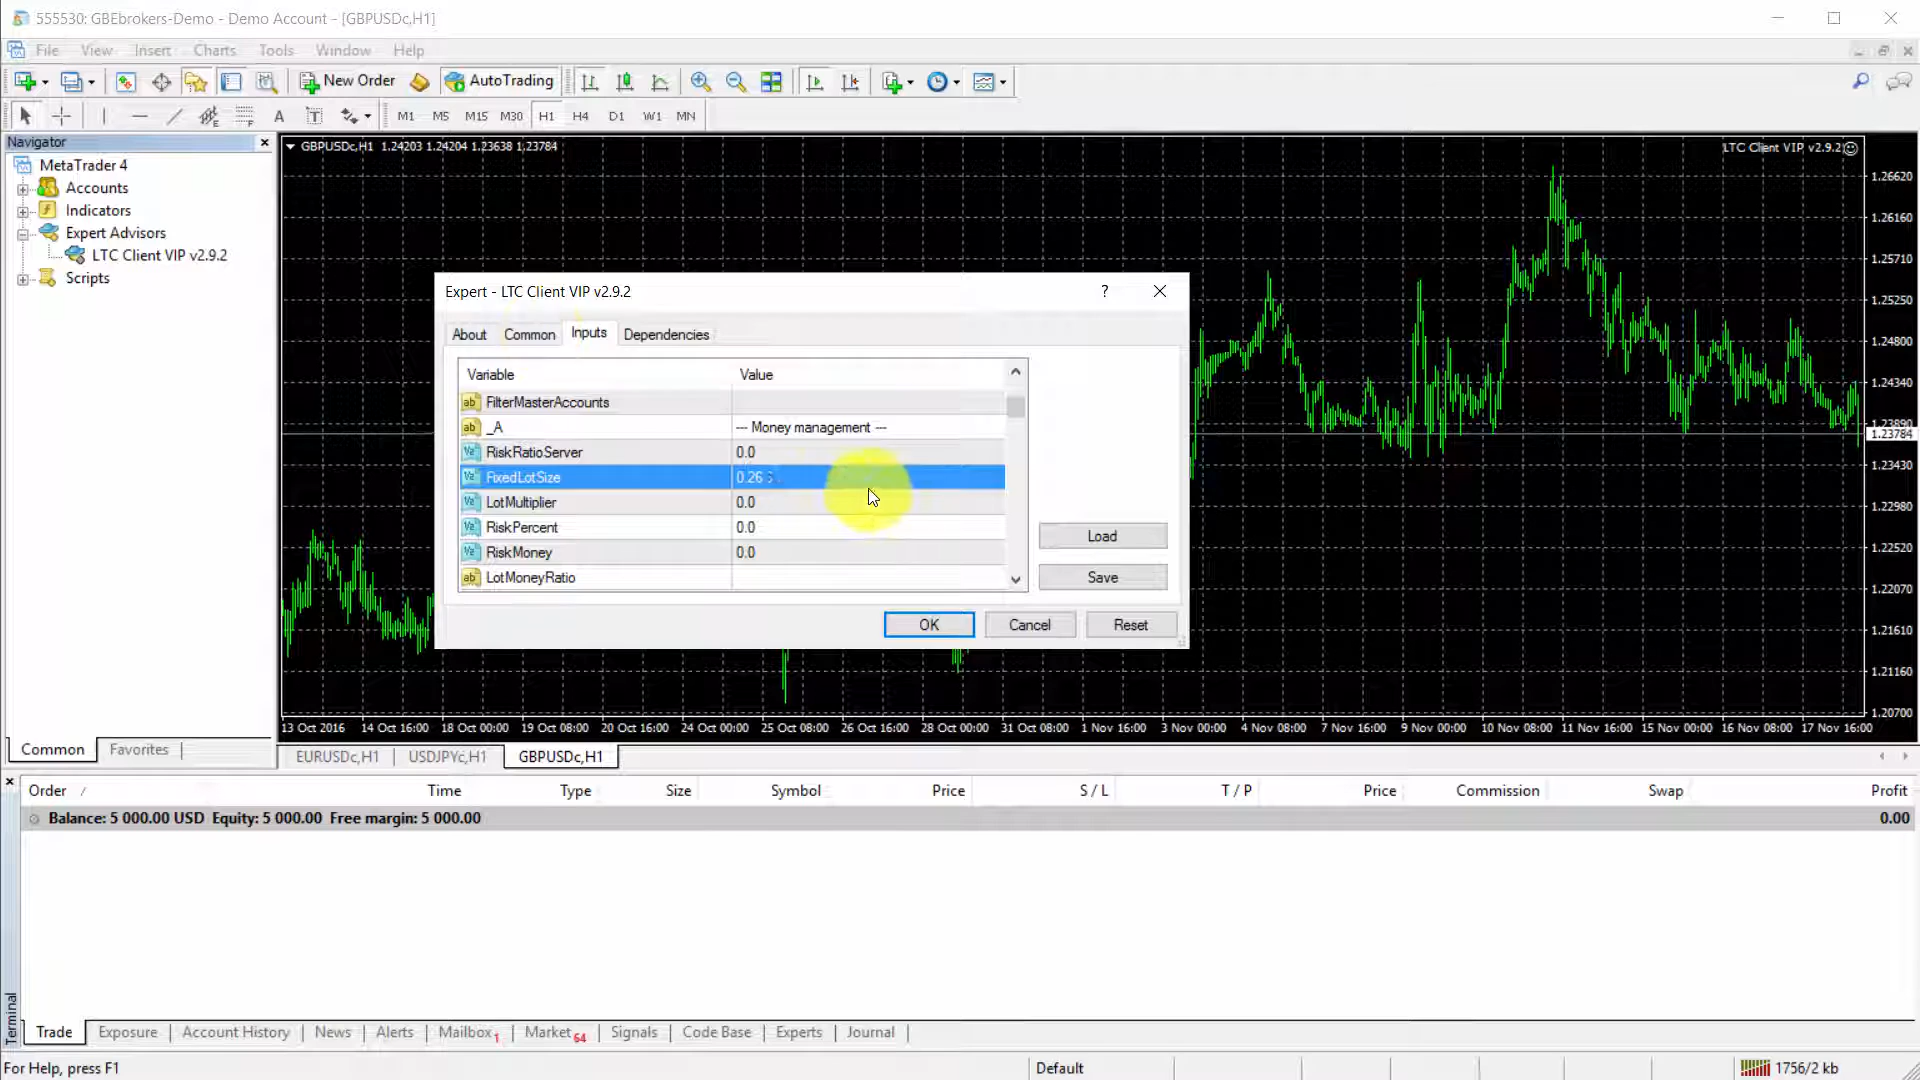 555530: GBEbrokers-Demo - Demo Account - [GBPUSDc,H1]
File View Insert Charts Tools Window Help
New Order AutoTrading
A T M1 M5 M15 M30 H1 H4 D1 W1 MN
Navigator
MetaTrader 4
Accounts
Indicators
Expert Advisors
LTC Client VIP v2.9.2
Scripts
Common Favorites
GBPUSDc,H1 1.24203 1.24204 1.23638 1.23784
LTC Client VIP v2.9.2
1.26620
1.26160
1.25710
1.25250
1.24800
1.24340
1.23890
1.23784
1.23430
1.22980
1.22520
1.22070
1.21610
1.21160
1.20700
Expert - LTC Client VIP v2.9.2 ?
About Common Inputs Dependencies
Variable Value
ab FilterMasterAccounts
ab _A --- Money management ---
RiskRatioServer 0.0
FixedLotSize 0.26
LotMultiplier 0.0
RiskPercent 0.0
RiskMoney 0.0
ab LotMoneyRatio
Load
Save
OK Cancel Reset
13 Oct 2016 14 Oct 16:00 18 Oct 00:00 19 Oct 08:00 20 Oct 16:00 24 Oct 00:00 25 Oct 08:00 26 Oct 16:00 28 Oct 00:00 31 Oct 08:00 1 Nov 16:00 3 Nov 00:00 4 Nov 08:00 7 Nov 16:00 9 Nov 00:00 10 Nov 08:00 11 Nov 16:00 15 Nov 00:00 16 Nov 08:00 17 Nov 16:00
EURUSDc,H1 USDJPYc,H1 GBPUSDc,H1
Order / Time Type Size Symbol Price S / L T / P Price Commission Swap Profit
Balance: 5 000.00 USD Equity: 5 000.00 Free margin: 5 000.00 0.00
Terminal
Trade Exposure Account History News Alerts Mailbox 1 Market 64 Signals Code Base Experts Journal
For Help, press F1 Default 1756/2 kb